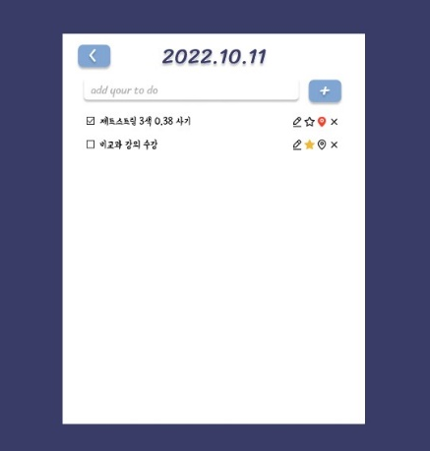 2022.10.11
add your to do
+
제트스트림 3색 0.38 사기
비교과 강의 수강